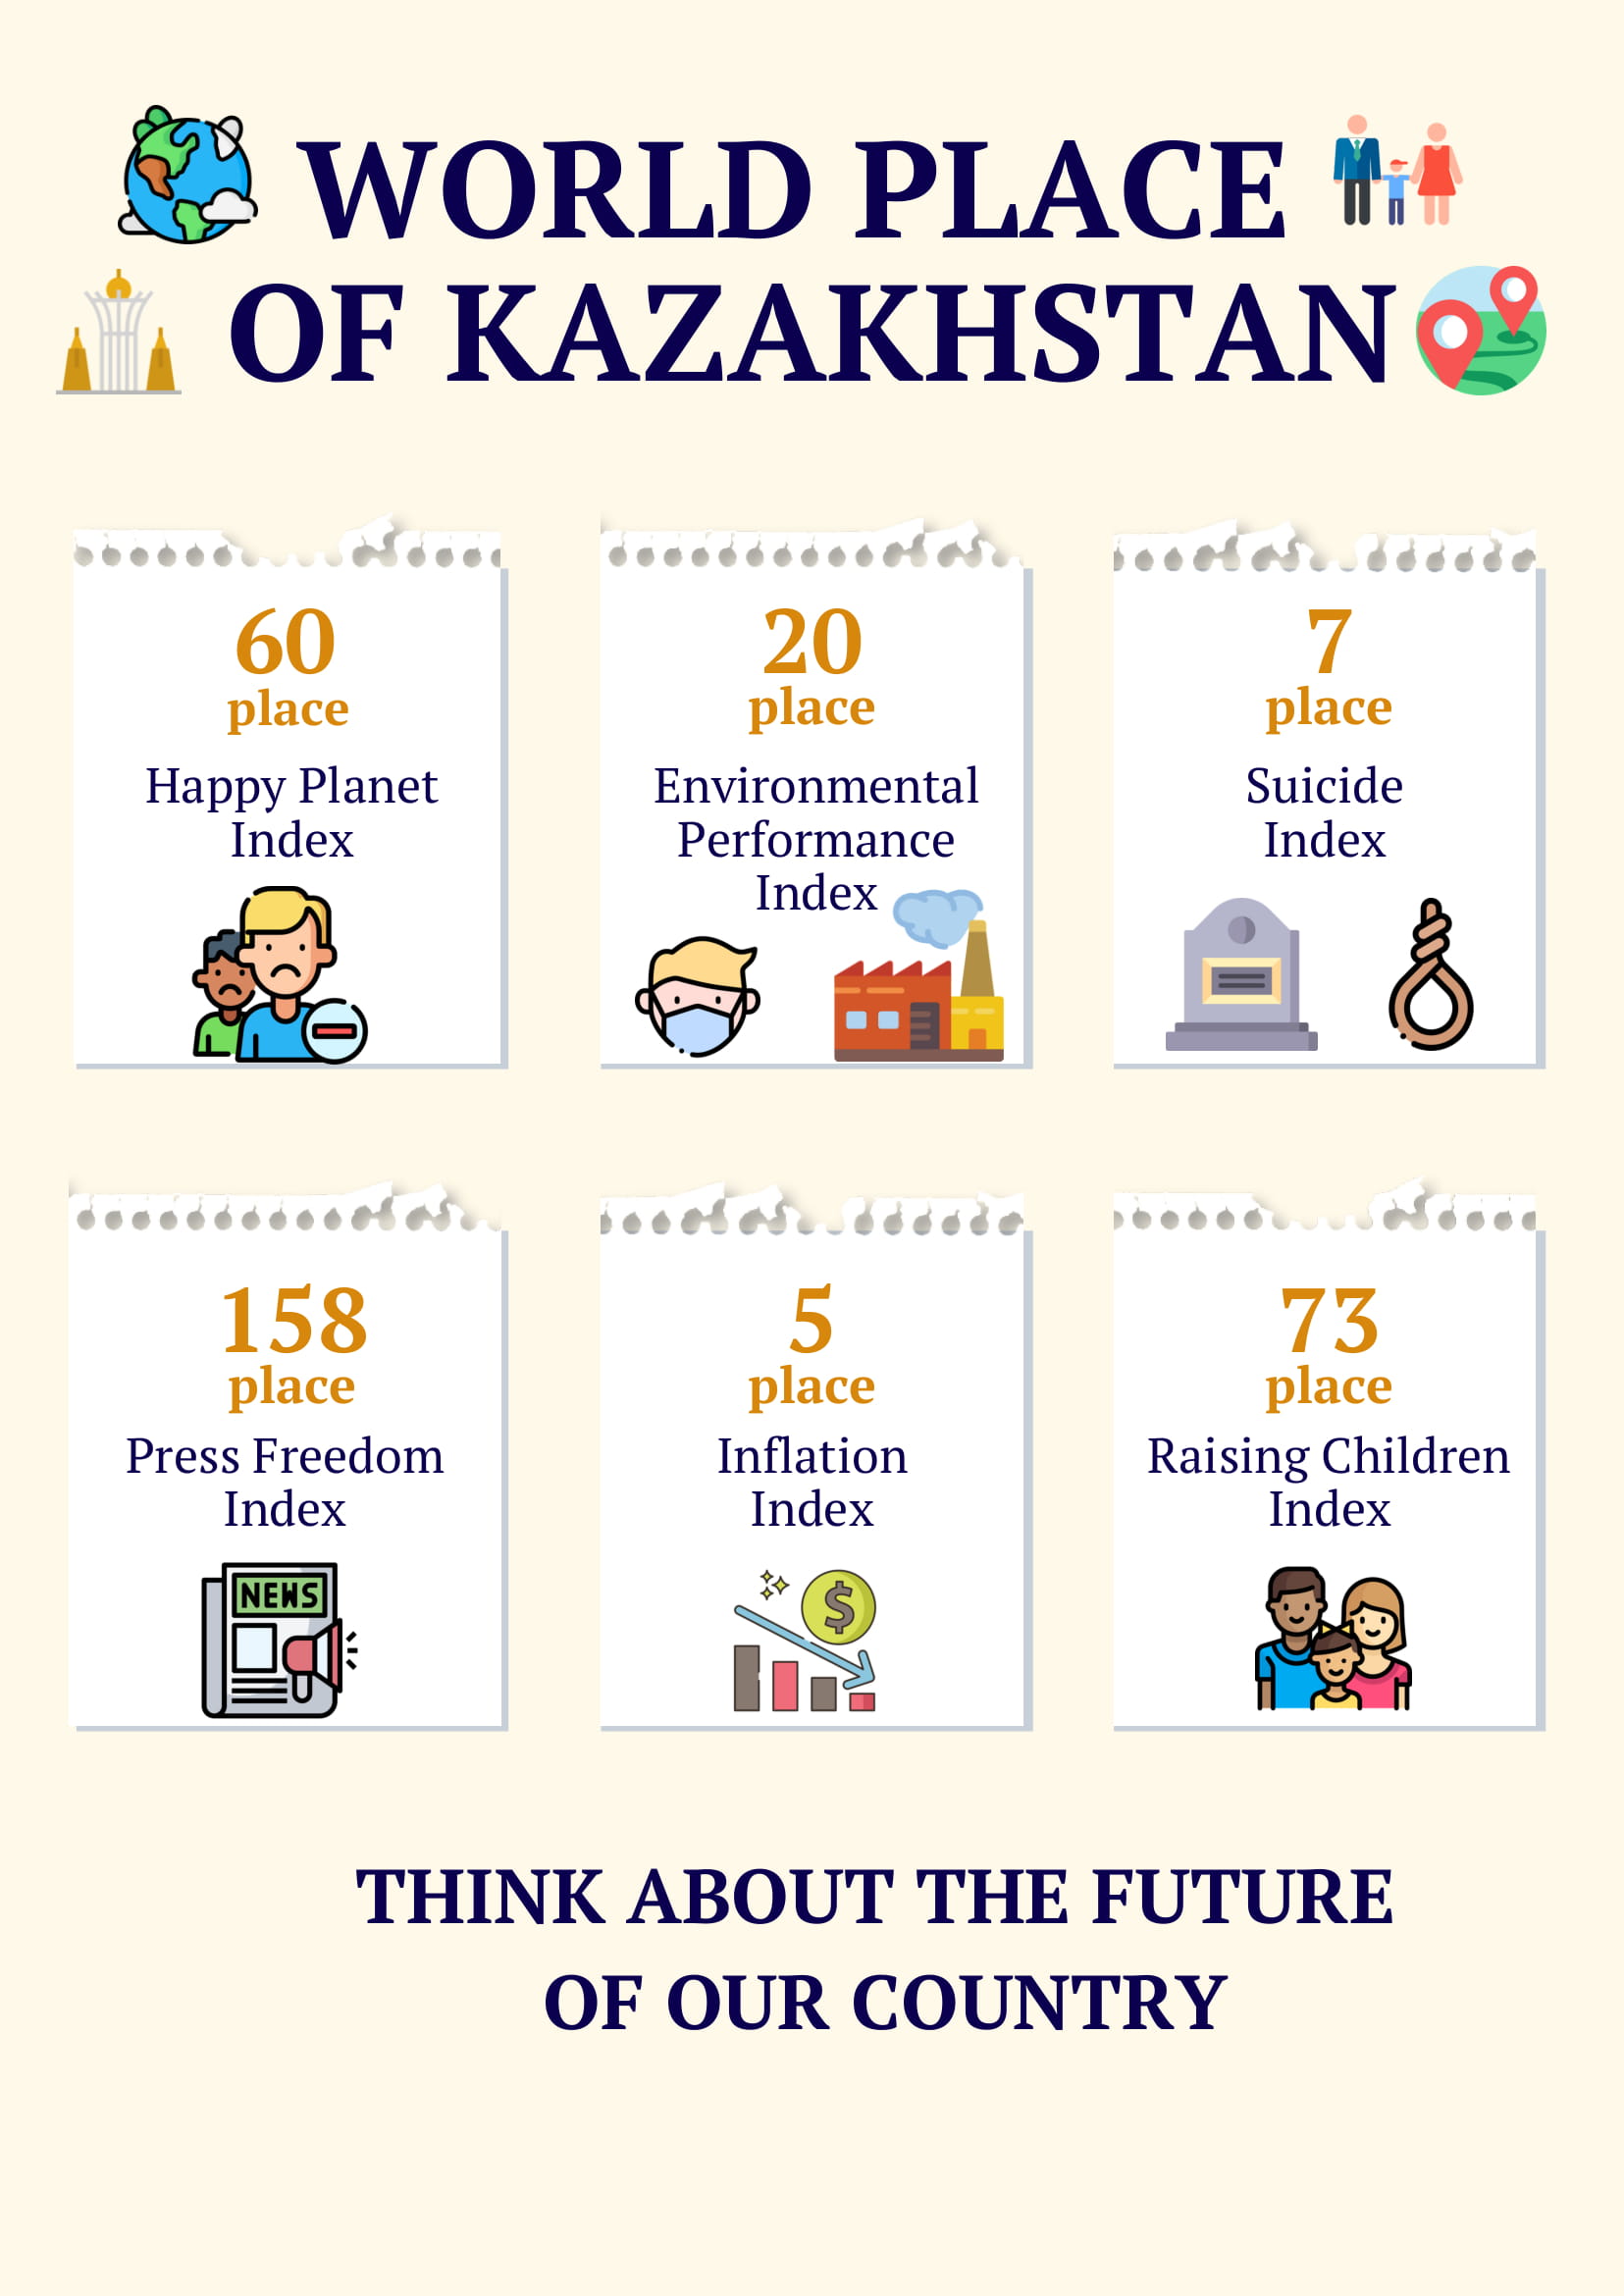 WORLD PLACE
OF KAZAKHSTAN
60
place
Happy Planet
Index
20
place
Environmental
Performance
Index
7
place
Suicide
Index
158
place
Press Freedom
Index
NEWS
5
place
Inflation
Index
$
73
place
Raising Children
Index
THINK ABOUT THE FUTURE
OF OUR COUNTRY